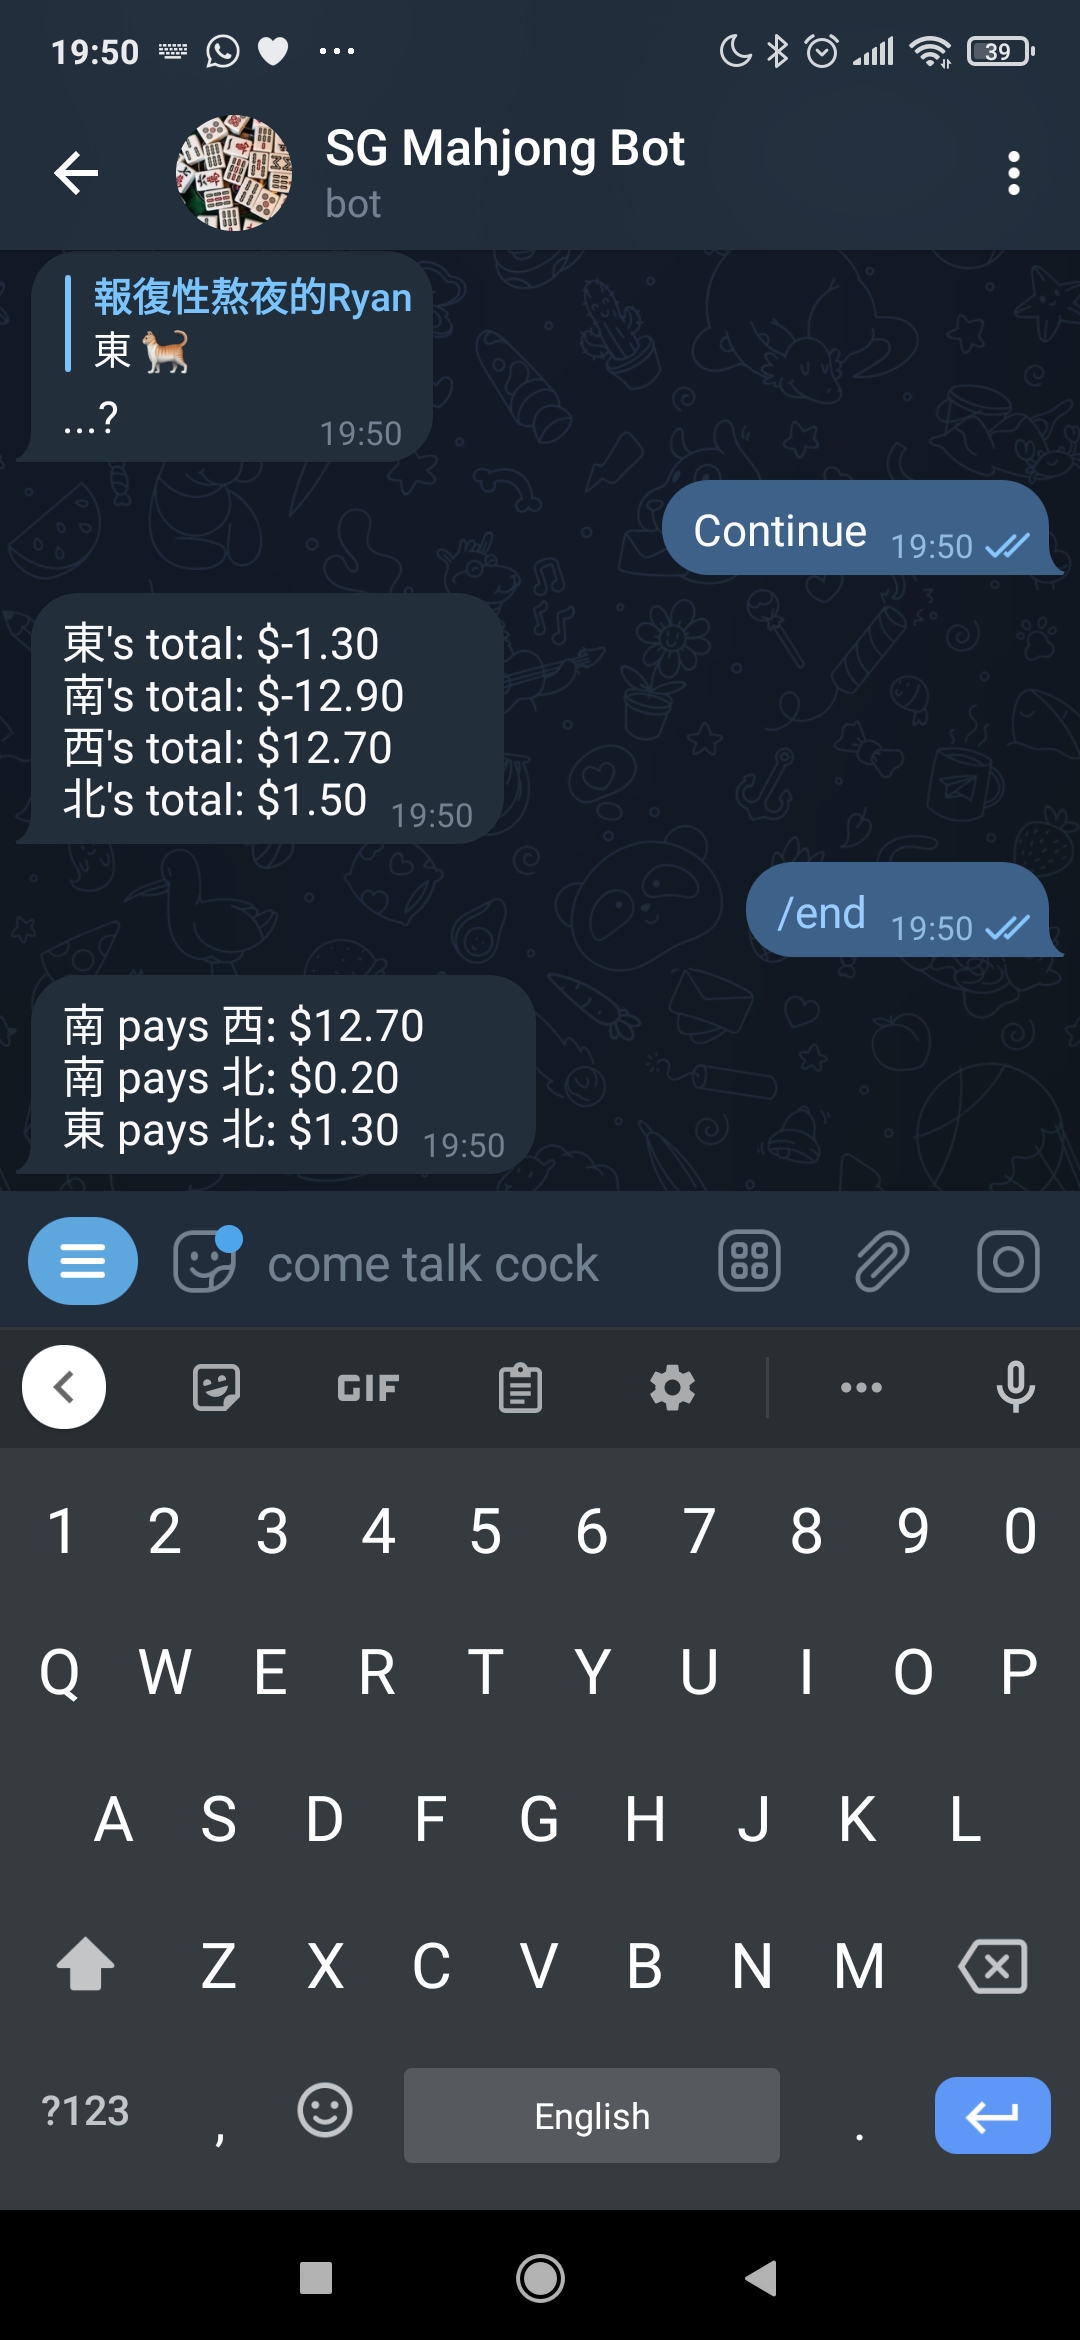 19:50
39
SG Mahjong Bot
bot
報復性熬夜的Ryan
東 🐈
...?
19:50
Continue
19:50
東's total: $-1.30
南's total: $-12.90
西's total: $12.70
北's total: $1.50
19:50
/end
19:50
南 pays 西: $12.70
南 pays 北: $0.20
東 pays 北: $1.30
19:50
come talk cock
GIF
1 2 3 4 5 6 7 8 9 0
Q W E R T Y U I O P
A S D F G H J K L
Z X C V B N M
?123 , English .